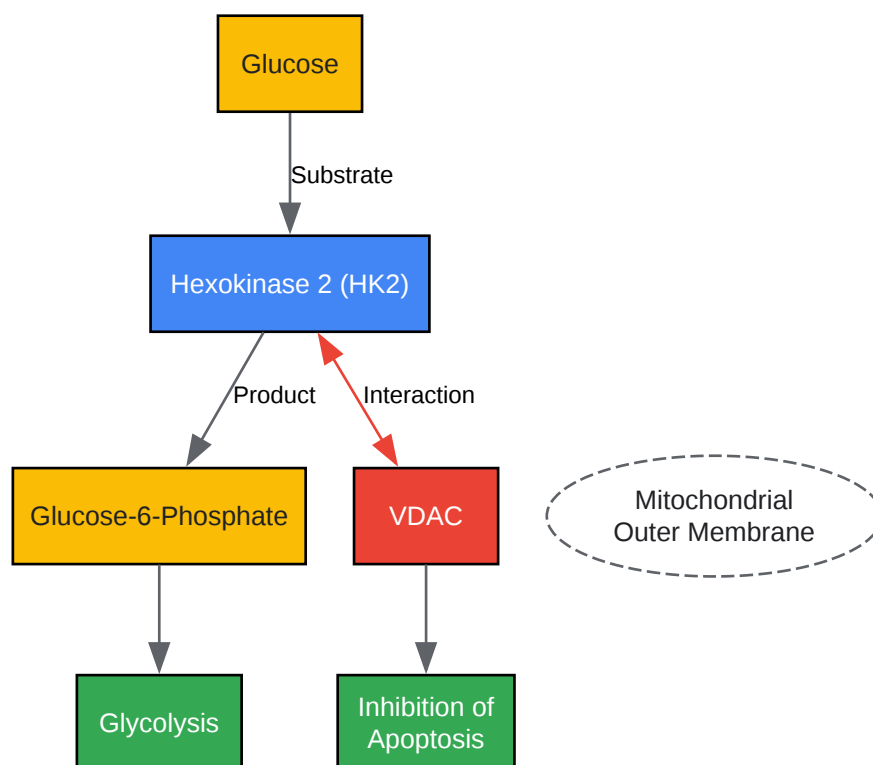 Glucose
Substrate
Hexokinase 2 (HK2)
Product
Interaction
Glucose-6-Phosphate
VDAC
Mitochondrial
Outer Membrane
Glycolysis
Inhibition of
Apoptosis